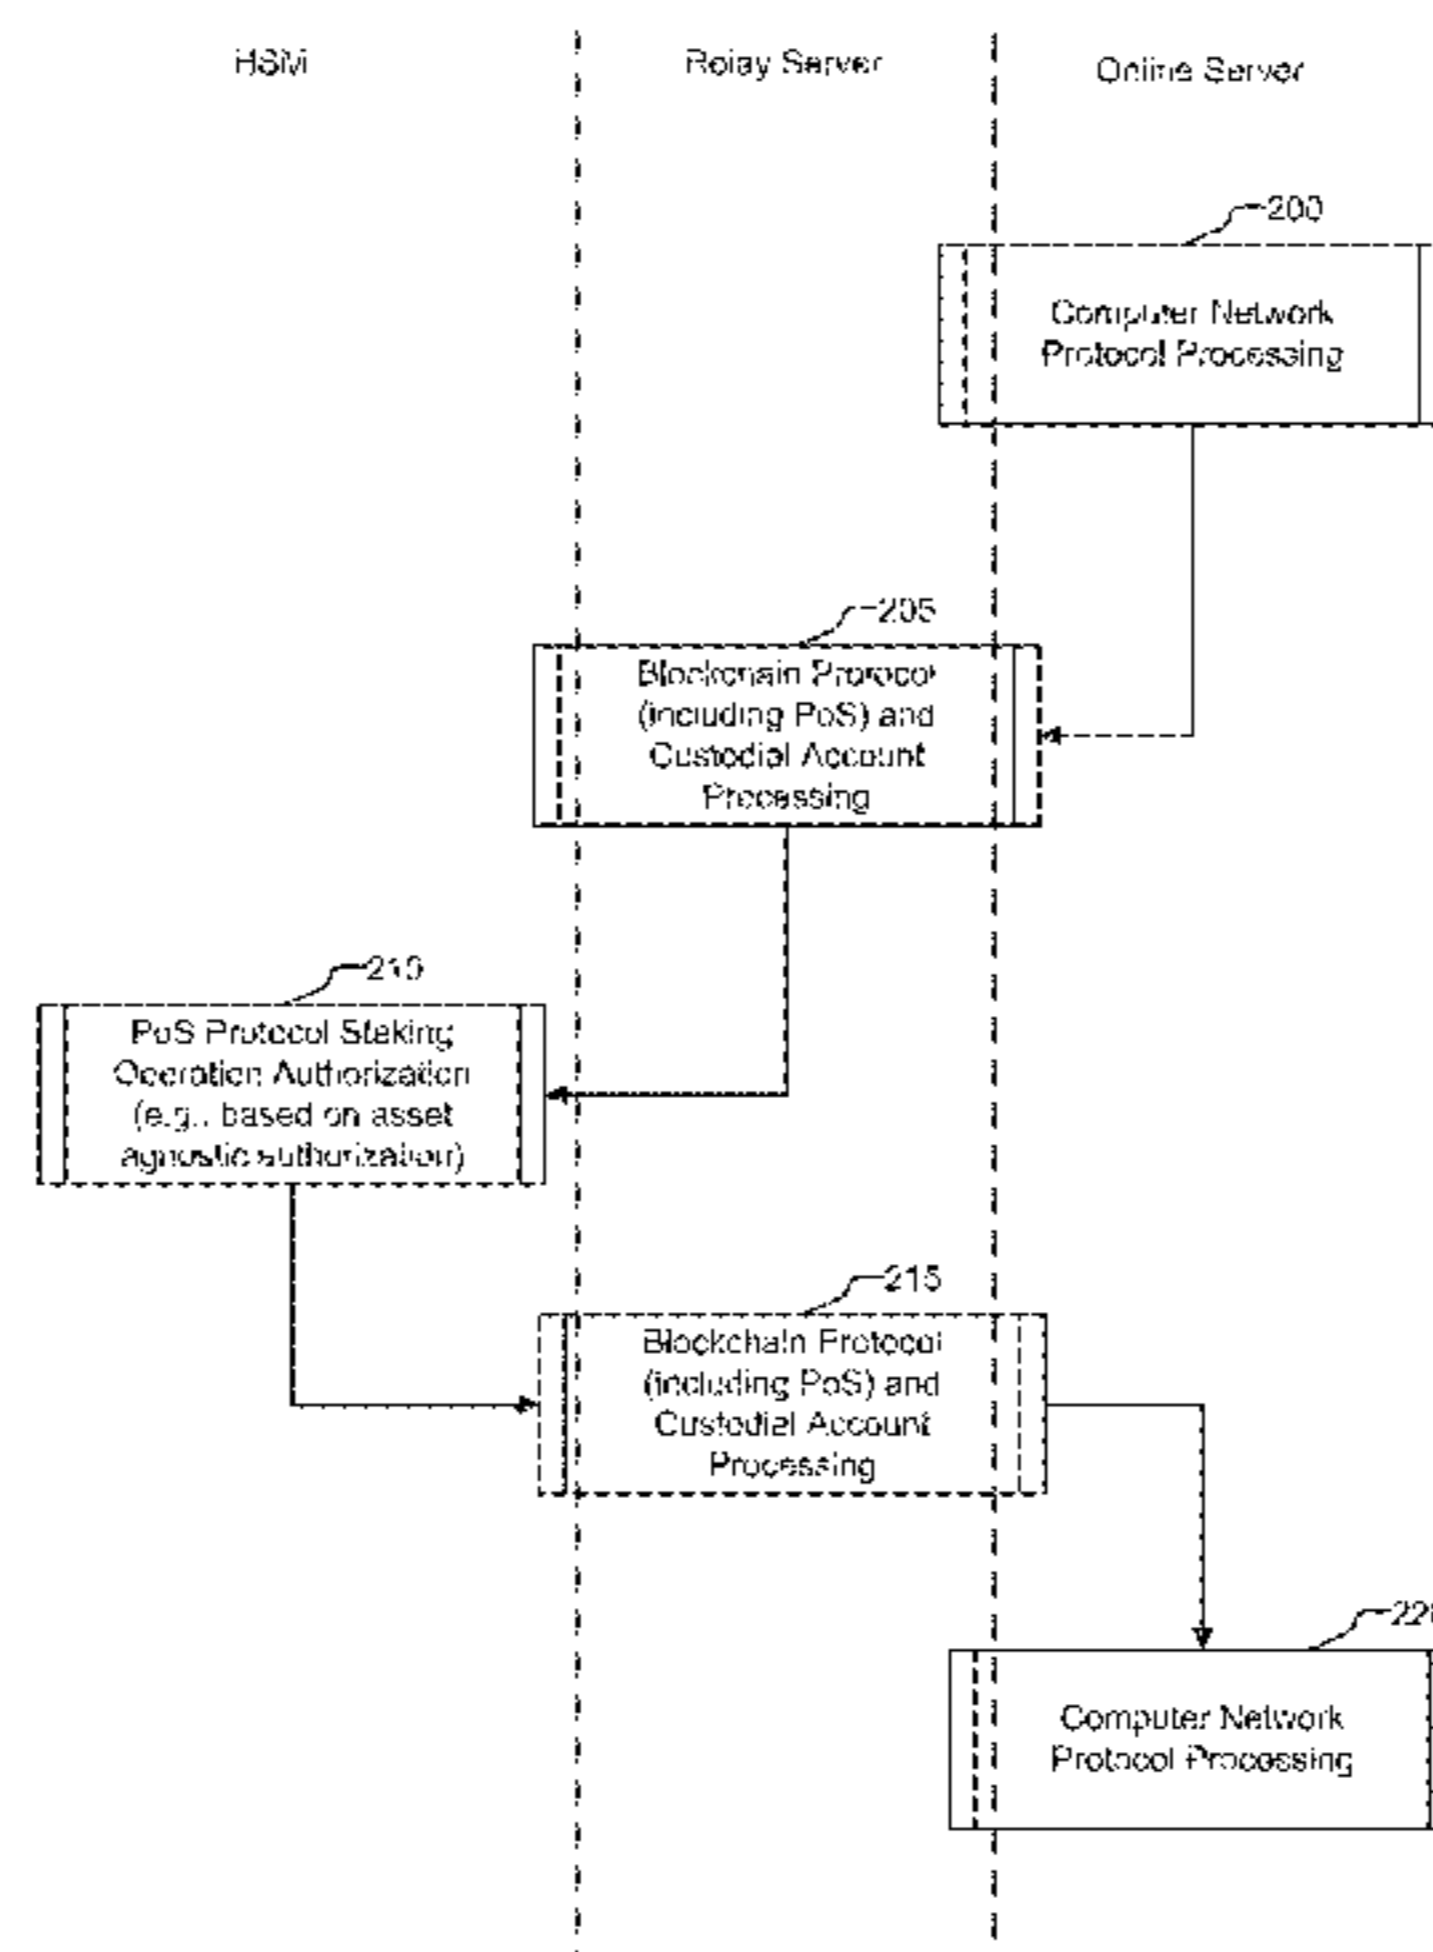 HSM
Relay Server
Online Server
200
Computer Network
Protocol Processing
205
Blockchain Protocol
(including PoS) and
Custodial Account
Processing
210
PoS Protocol Staking
Operation Authorization
(e.g., based on asset
agnostic authorization)
215
Blockchain Protocol
(including PoS) and
Custodial Account
Processing
Computer Network
Protocol Processing